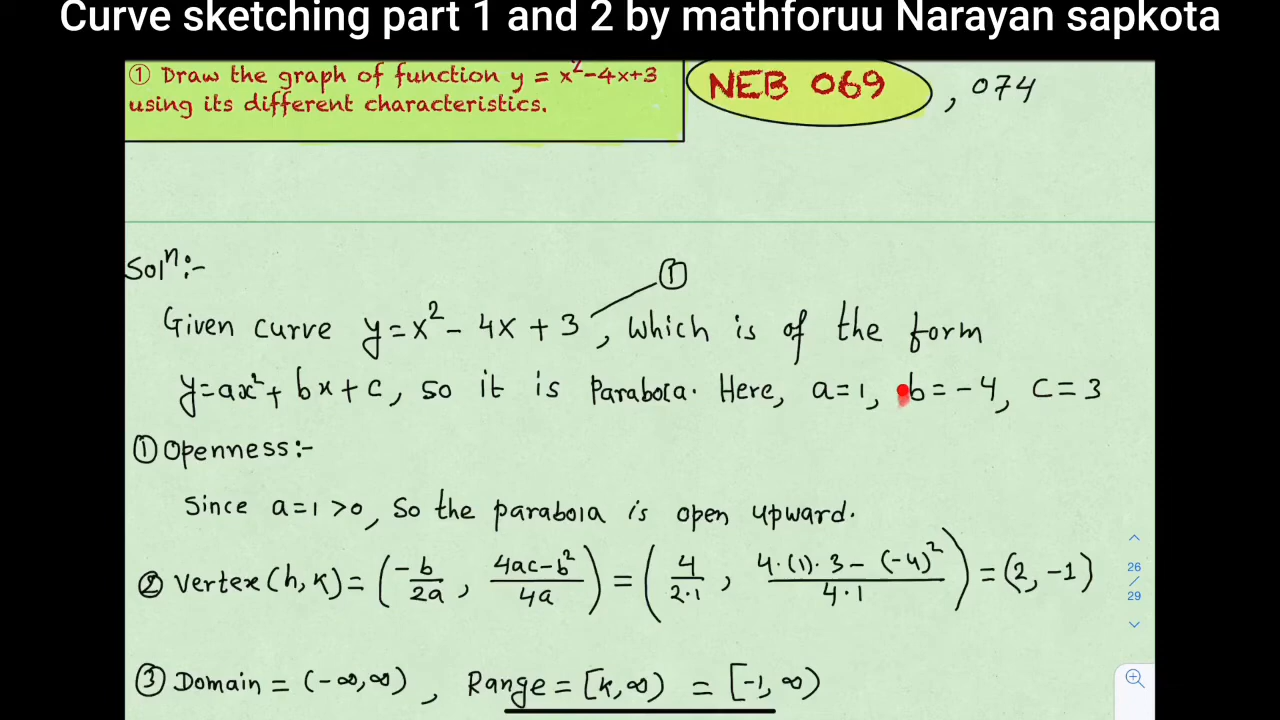 Curve sketching part 1 and 2 by mathforuu Narayan sapkota
① Draw the graph of function y = x²-4x+3
using its different characteristics.
NEB 069 , 074
Solⁿ:-
①
Given curve y=x² - 4x + 3 , which is of the form
y=ax²+ bx+c, so it is Parabola. Here, a=1, b=-4, c=3
① Openness:-
Since a=1 >0, So the parabola is open upward.
② Vertex(h,k)= (-b/2a , 4ac-b²/4a) = (4/2·1 , 4·(1)·3-(-4)²/4·1) = (2,-1)
26
/
29
③ Domain = (-∞,∞) , Range = [k,∞) = [-1,∞)